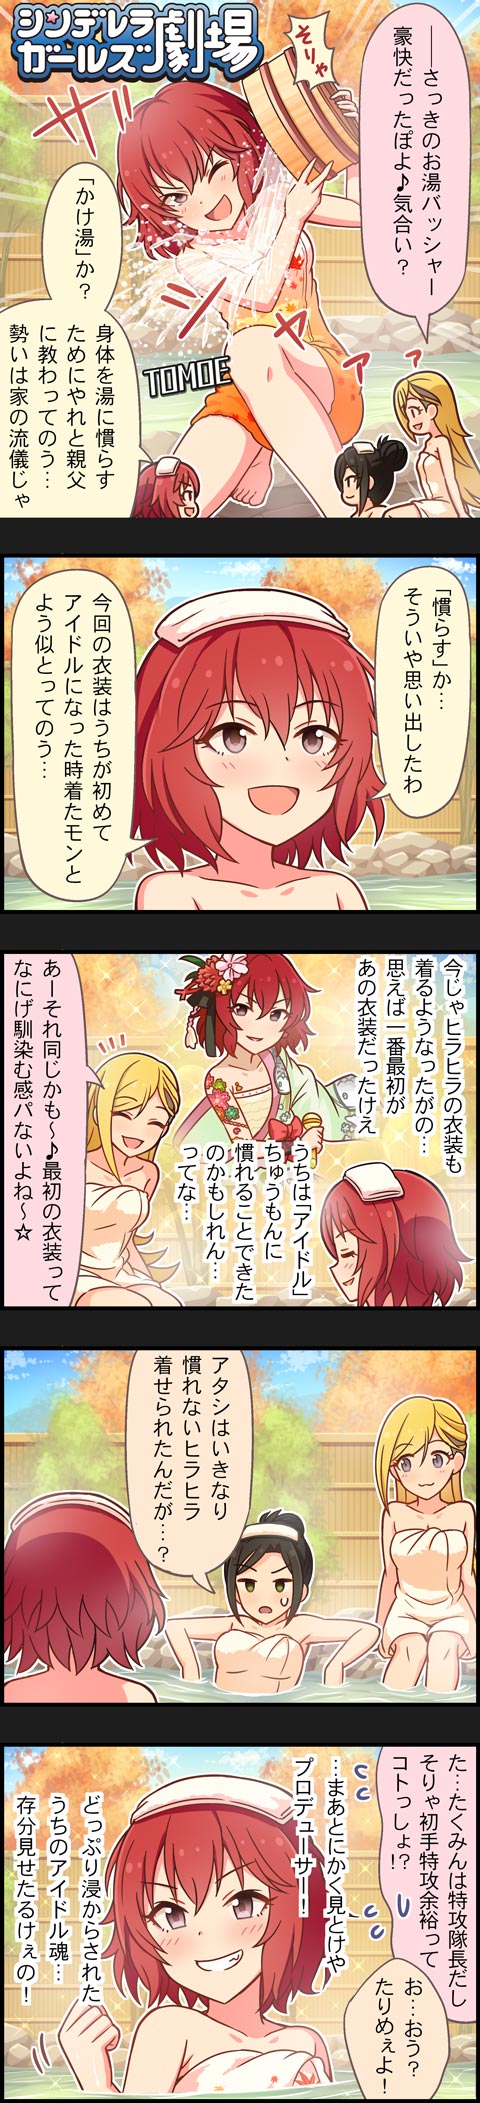 シンデレラ
ガールズ劇場
そりゃ
――さっきのお湯バッシャー
豪快だったぽよ♪気合い？
「かけ湯」か？
身体を湯に慣らす
ためにやれと親父
に教わってのう…
勢いは家の流儀じゃ
バシャァァ
TOMOE
「慣らす」か…
そういや思い出したわ
今回の衣装はうちが初めて
アイドルになった時着たモンと
よう似とってのう…
今じゃヒラヒラの衣装も
着るようなったがの…
思えば一番最初が
あの衣装だったけえ
うちは「アイドル」
ちゅうもんに
慣れることできた
のかもしれん…
ってな…
あーそれ同じかも～♪最初の衣装って
なにげ馴染む感パないよね～☆
アタシはいきなり
慣れないヒラヒラ
着せられたんだが…？
た…たくみんは特攻隊長だし
そりゃ初手特攻余裕って
コトっしょ！？
お…おう？
たりめぇよ！
…まあとにかく見とけや
プロデューサー！
どっぷり浸からされた
うちのアイドル魂…
存分見せたるけぇの！